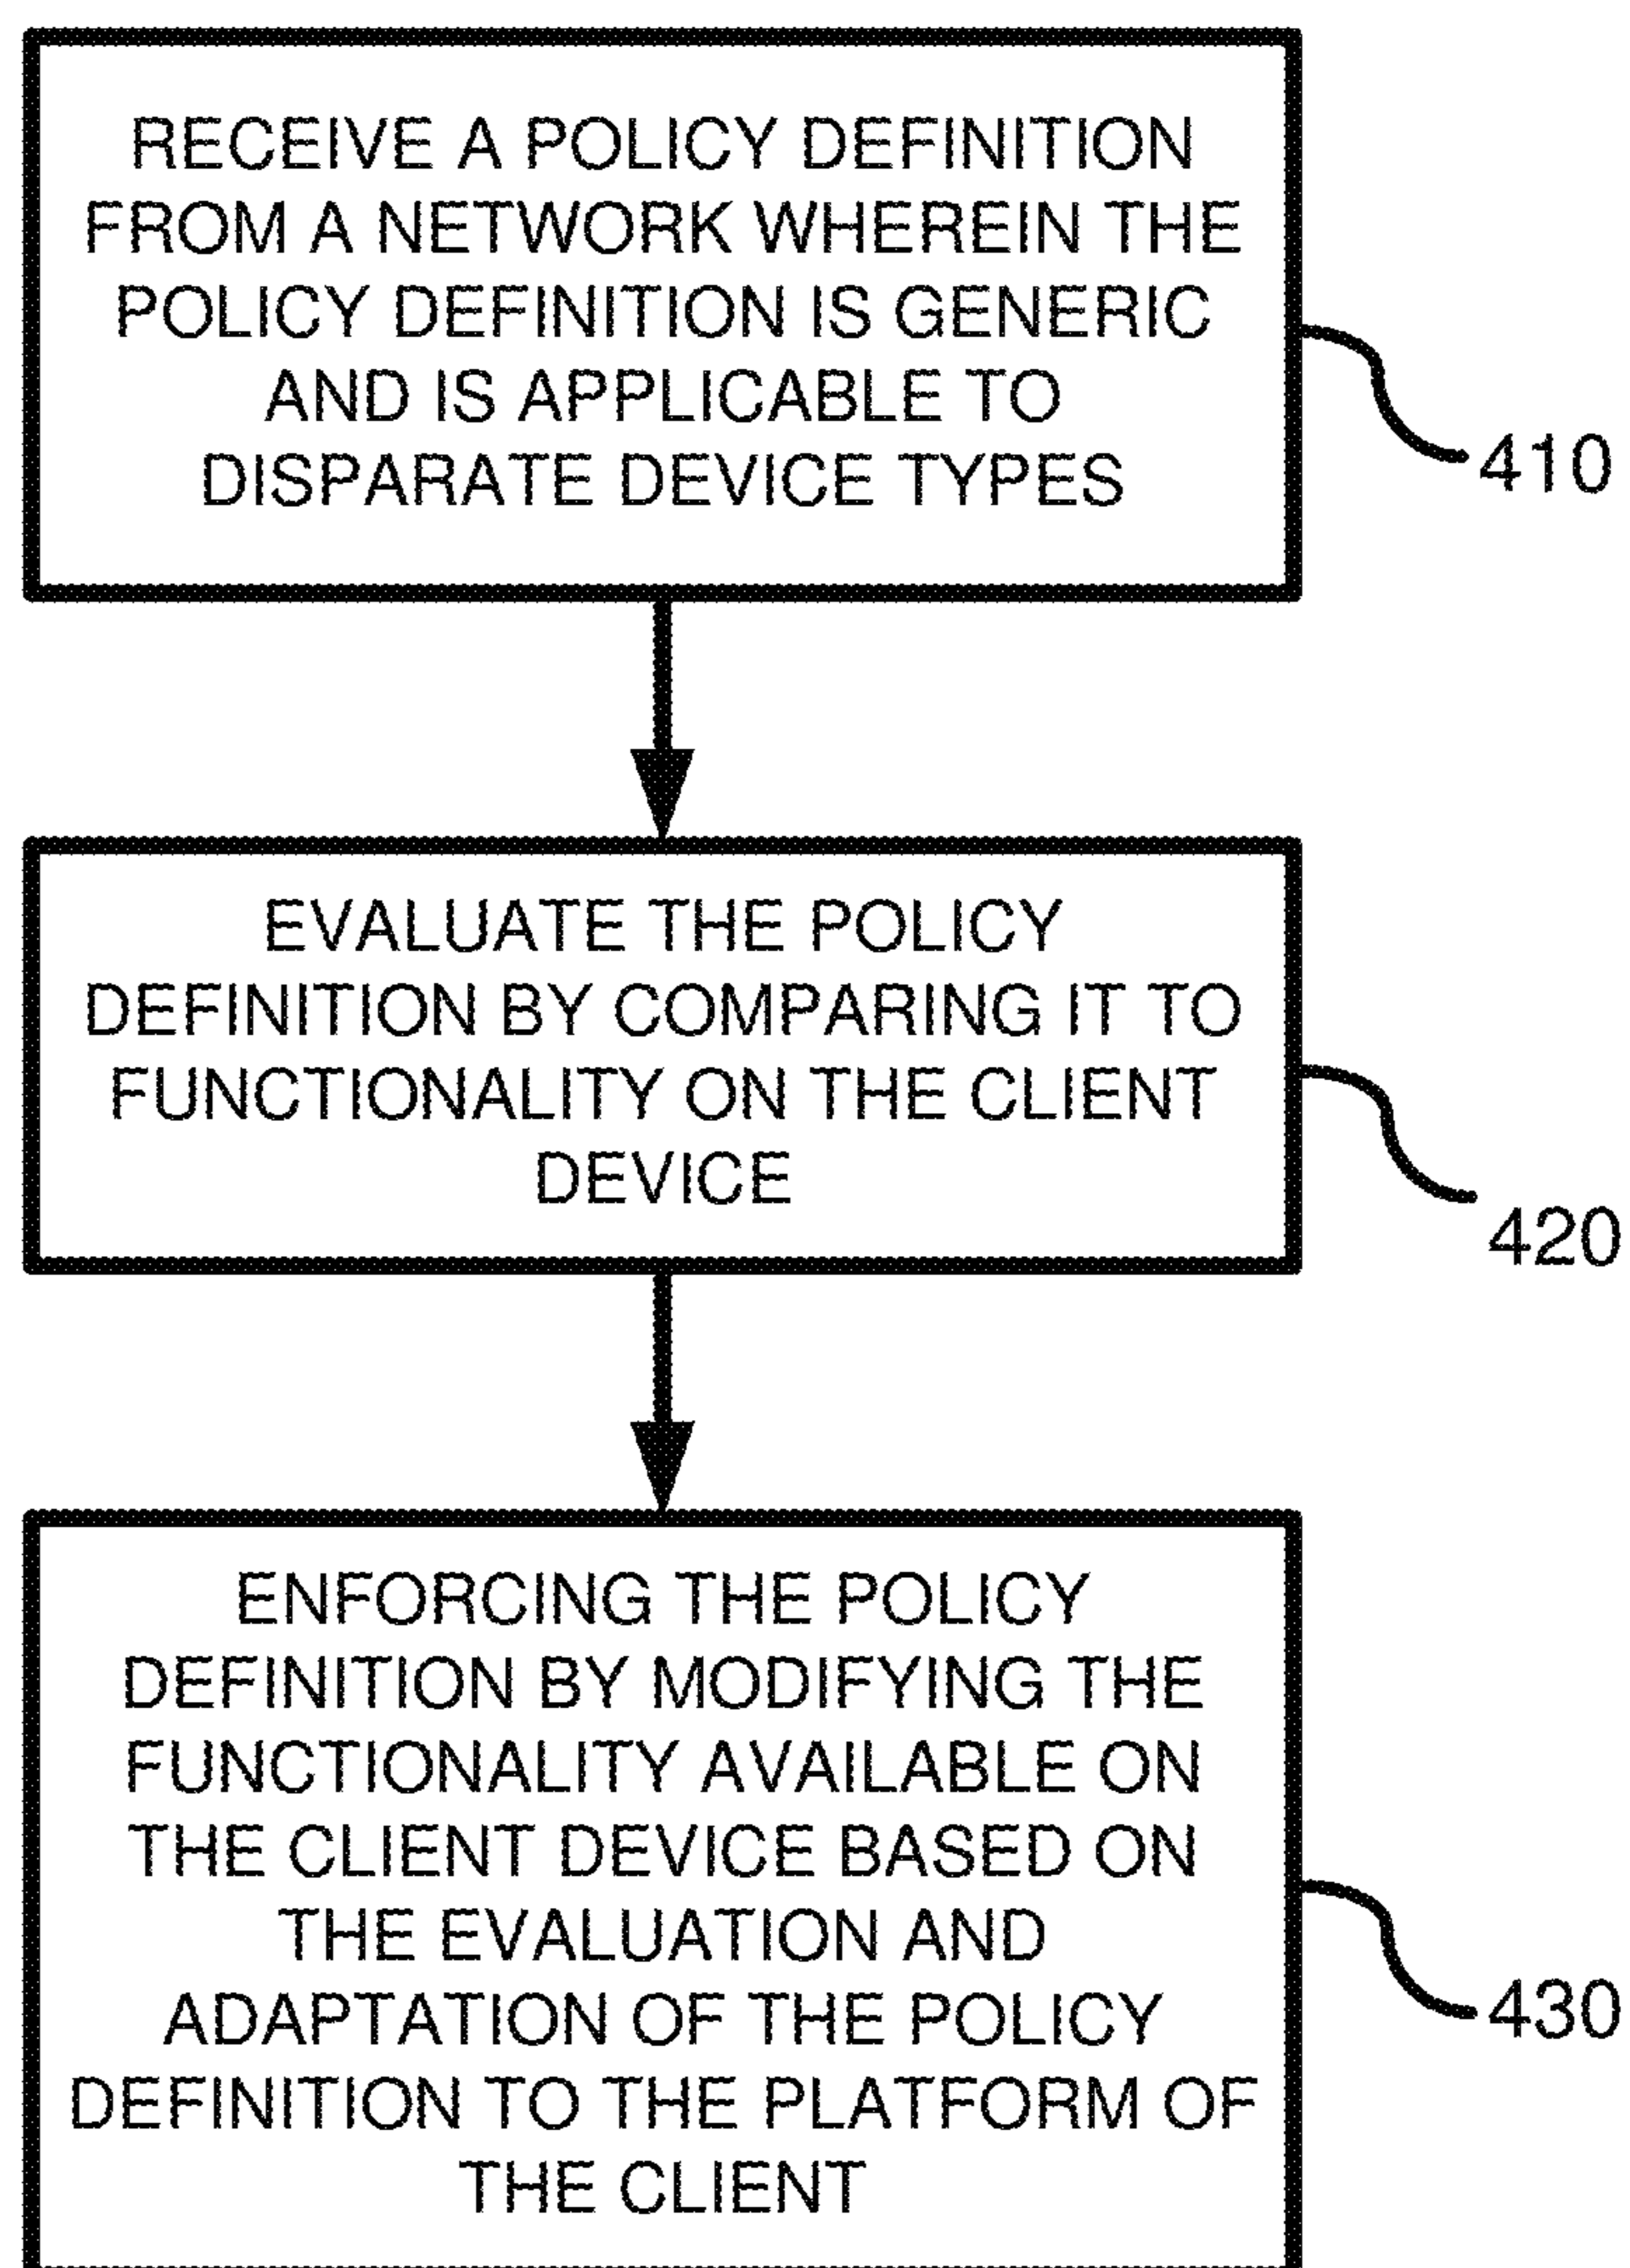 RECEIVE A POLICY DEFINITION
FROM A NETWORK WHEREIN THE
POLICY DEFINITION IS GENERIC
AND IS APPLICABLE TO
DISPARATE DEVICE TYPES
410
EVALUATE THE POLICY
DEFINITION BY COMPARING IT TO
FUNCTIONALITY ON THE CLIENT
DEVICE
420
ENFORCING THE POLICY
DEFINITION BY MODIFYING THE
FUNCTIONALITY AVAILABLE ON
THE CLIENT DEVICE BASED ON
THE EVALUATION AND
ADAPTATION OF THE POLICY
DEFINITION TO THE PLATFORM OF
THE CLIENT
430